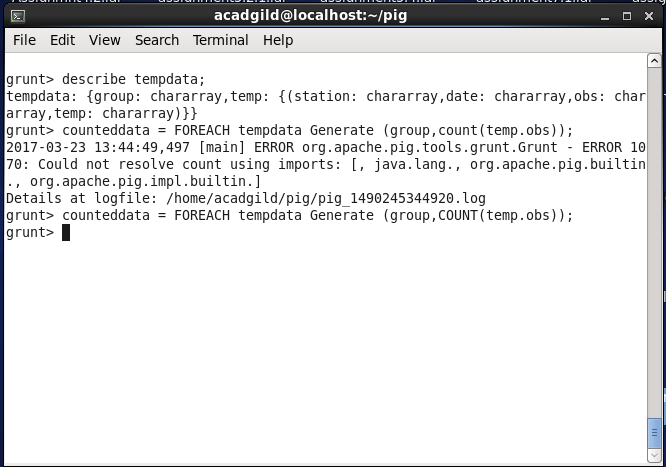 acadgild@localhost:~/pig
File Edit View Search Terminal Help
grunt> describe tempdata;
tempdata: {group: chararray,temp: {(station: chararray,date: chararray,obs: char
array,temp: chararray)}}
grunt> counteddata = FOREACH tempdata Generate (group,count(temp.obs));
2017-03-23 13:44:49,497 [main] ERROR org.apache.pig.tools.grunt.Grunt - ERROR 10
70: Could not resolve count using imports: [, java.lang., org.apache.pig.builtin
., org.apache.pig.impl.builtin.]
Details at logfile: /home/acadgild/pig/pig_1490245344920.log
grunt> counteddata = FOREACH tempdata Generate (group,COUNT(temp.obs));
grunt>